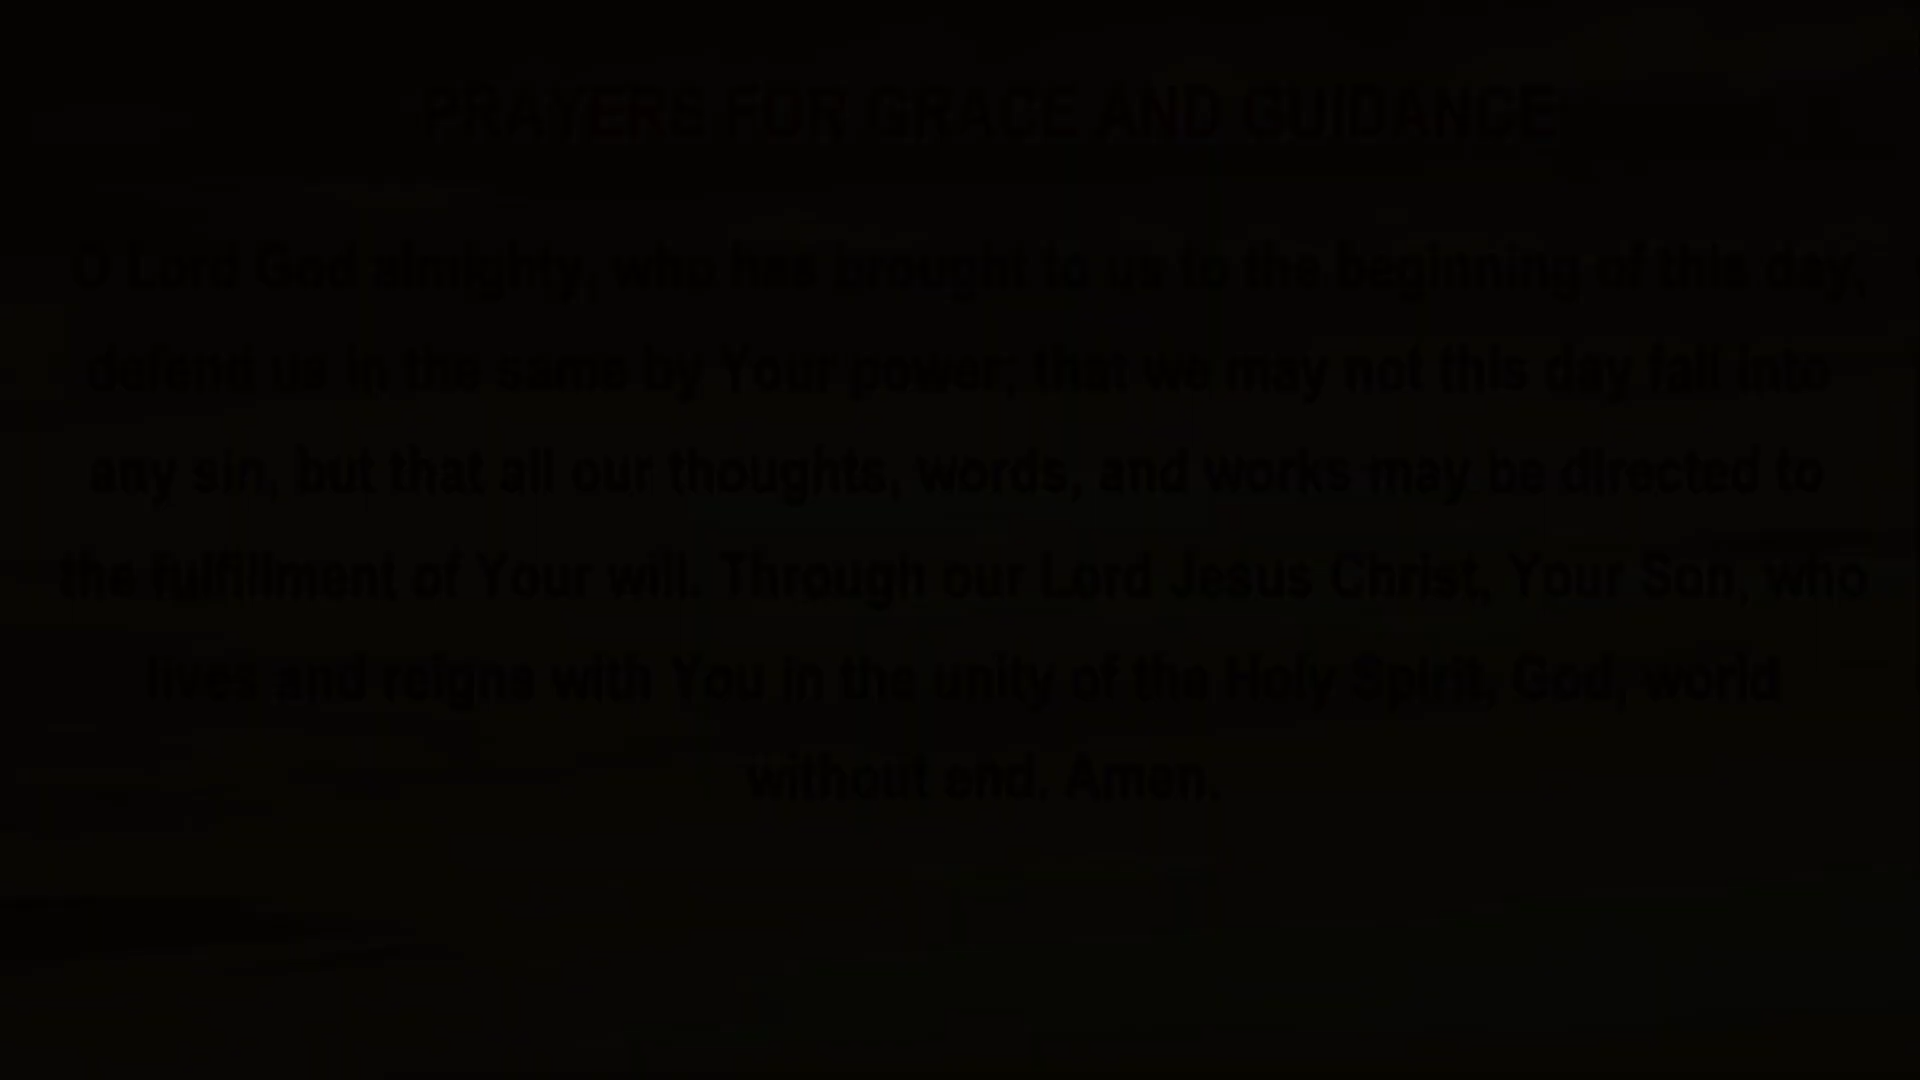 PRAYERS FOR GRACE AND GUIDANCE
O Lord God almighty, who has brought to us to the beginning of this day,
defend us in the same by Your power; that we may not this day fall into
any sin, but that all our thoughts, words, and works may be directed to
the fulfillment of Your will. Through our Lord Jesus Christ, Your Son, who
lives and reigns with You in the unity of the Holy Spirit, God, world
without end. Amen.